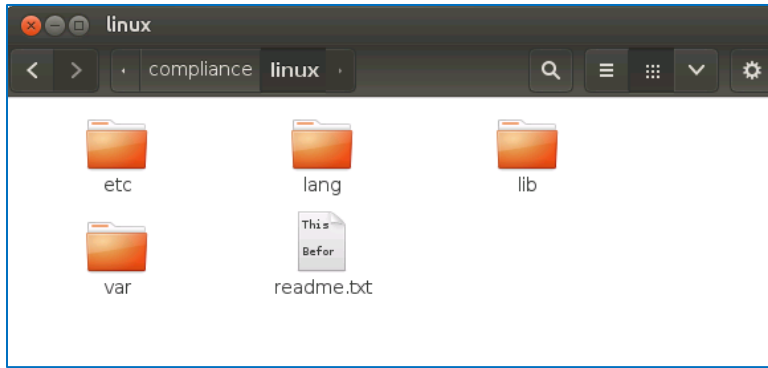 linux
compliance linux
etc lang lib
This
Befor
var readme.txt